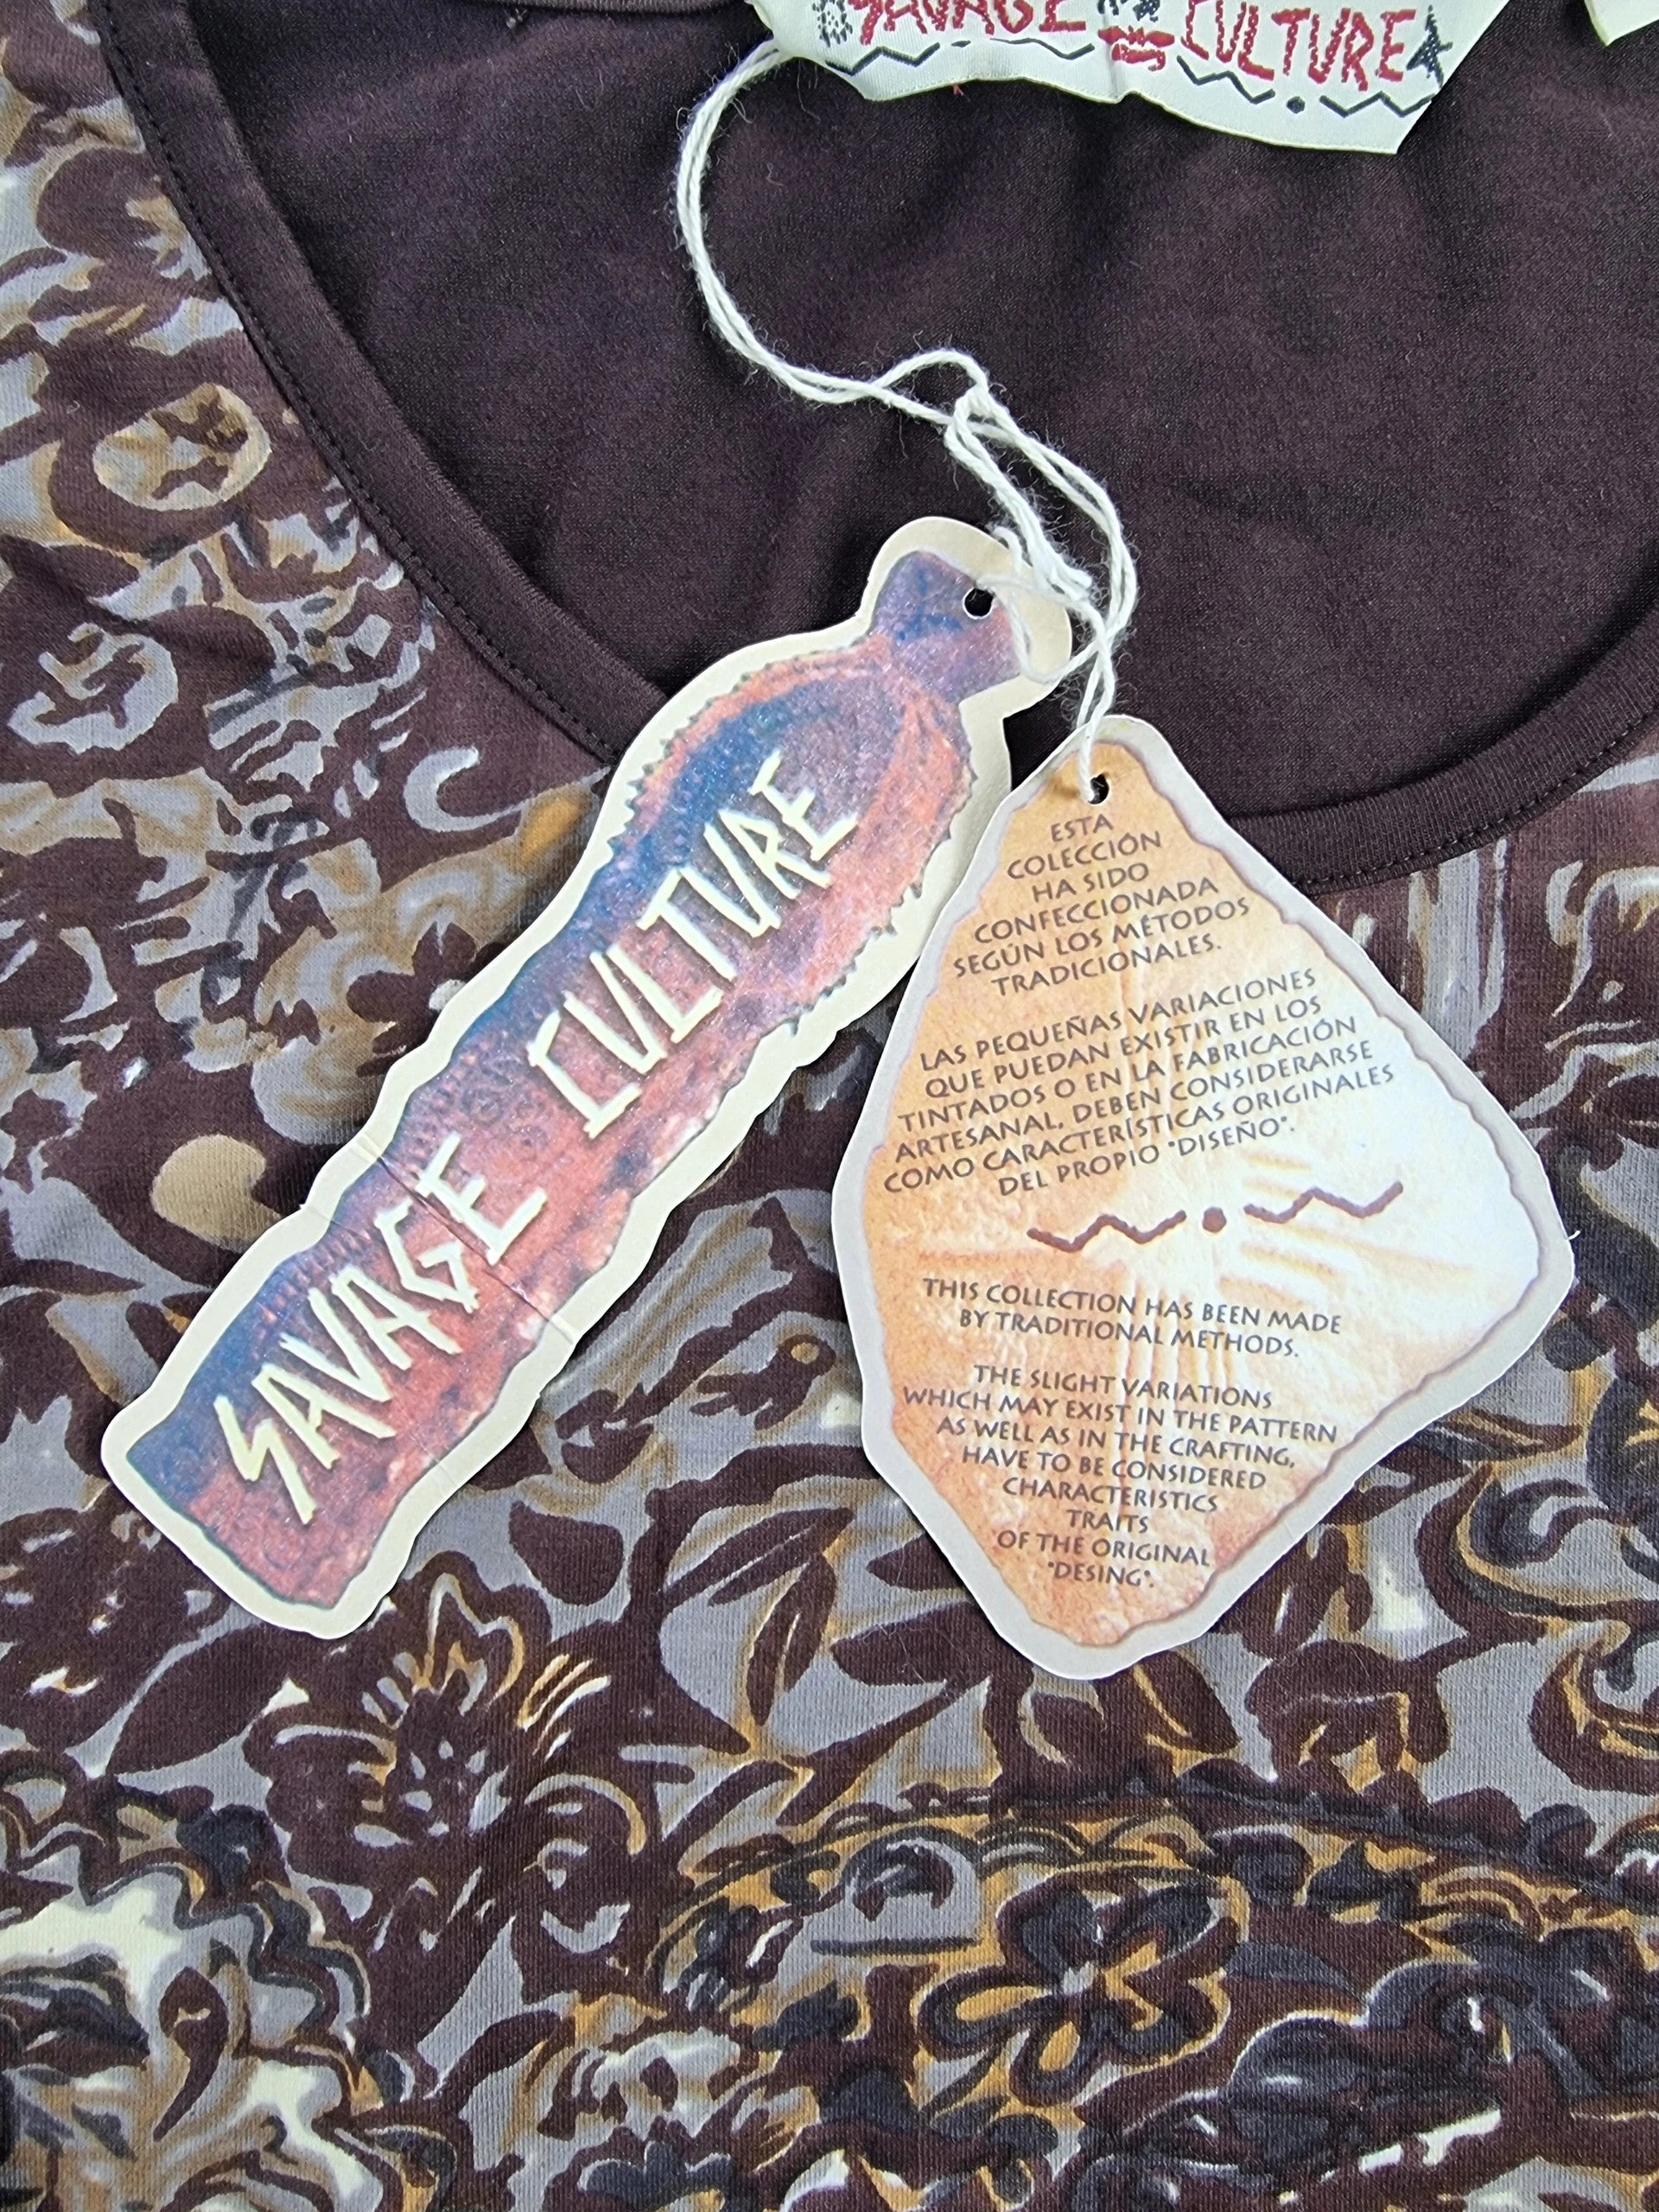 SAVAGE CULTURE
SAVAGE CULTURE
ESTA
COLECCIÓN
HA SIDO
CONFECCIONADA
SEGÚN LOS MÉTODOS
TRADICIONALES.
LAS PEQUEÑAS VARIACIONES
QUE PUEDAN EXISTIR EN LOS
TINTADOS O EN LA FABRICACIÓN
ARTESANAL, DEBEN CONSIDERARSE
COMO CARACTERÍSTICAS ORIGINALES
DEL PROPIO "DISEÑO".
THIS COLLECTION HAS BEEN MADE
BY TRADITIONAL METHODS.
THE SLIGHT VARIATIONS
WHICH MAY EXIST IN THE PATTERN
AS WELL AS IN THE CRAFTING,
HAVE TO BE CONSIDERED
CHARACTERISTICS
TRAITS
OF THE ORIGINAL
"DESING".